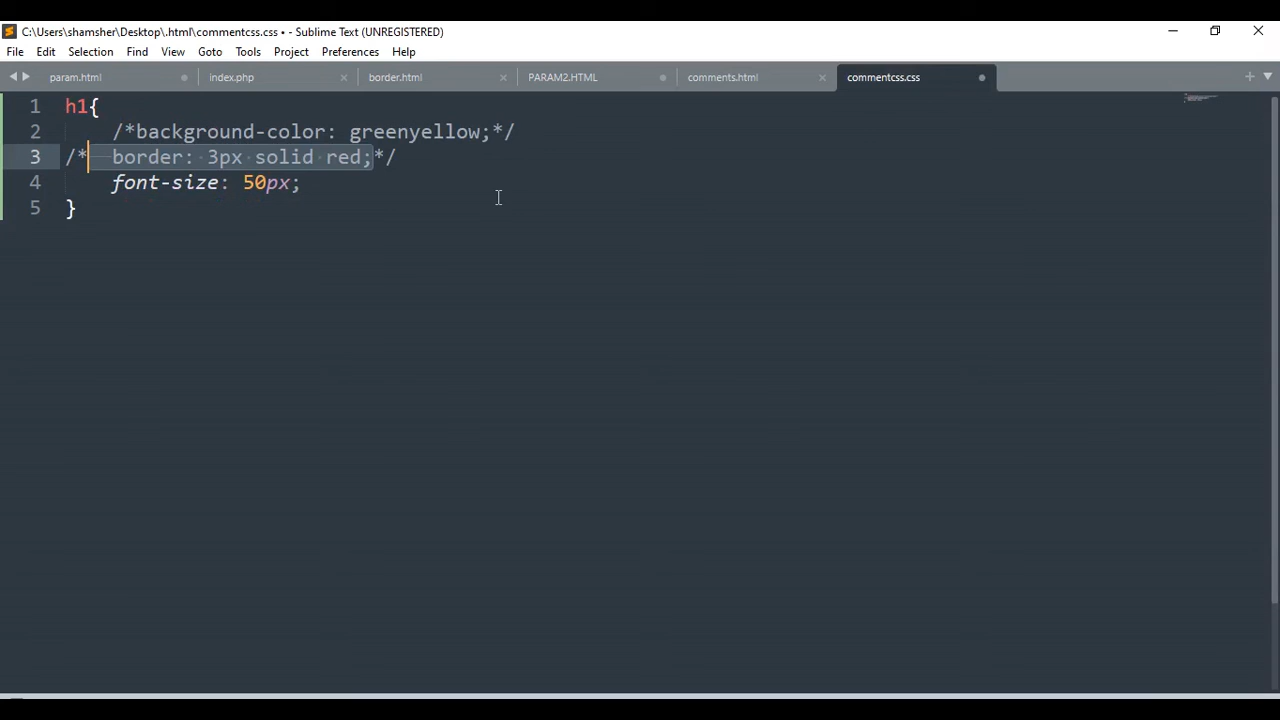 C:\Users\shamsher\Desktop\.html\commentcss.css • - Sublime Text (UNREGISTERED)
File Edit Selection Find View Goto Tools Project Preferences Help
param.html index.php border.html PARAM2.HTML comments.html commentcss.css
1 h1{
2 /*background-color: greenyellow;*/
3 /* border: 3px solid red;*/
4 font-size: 50px;
5 }